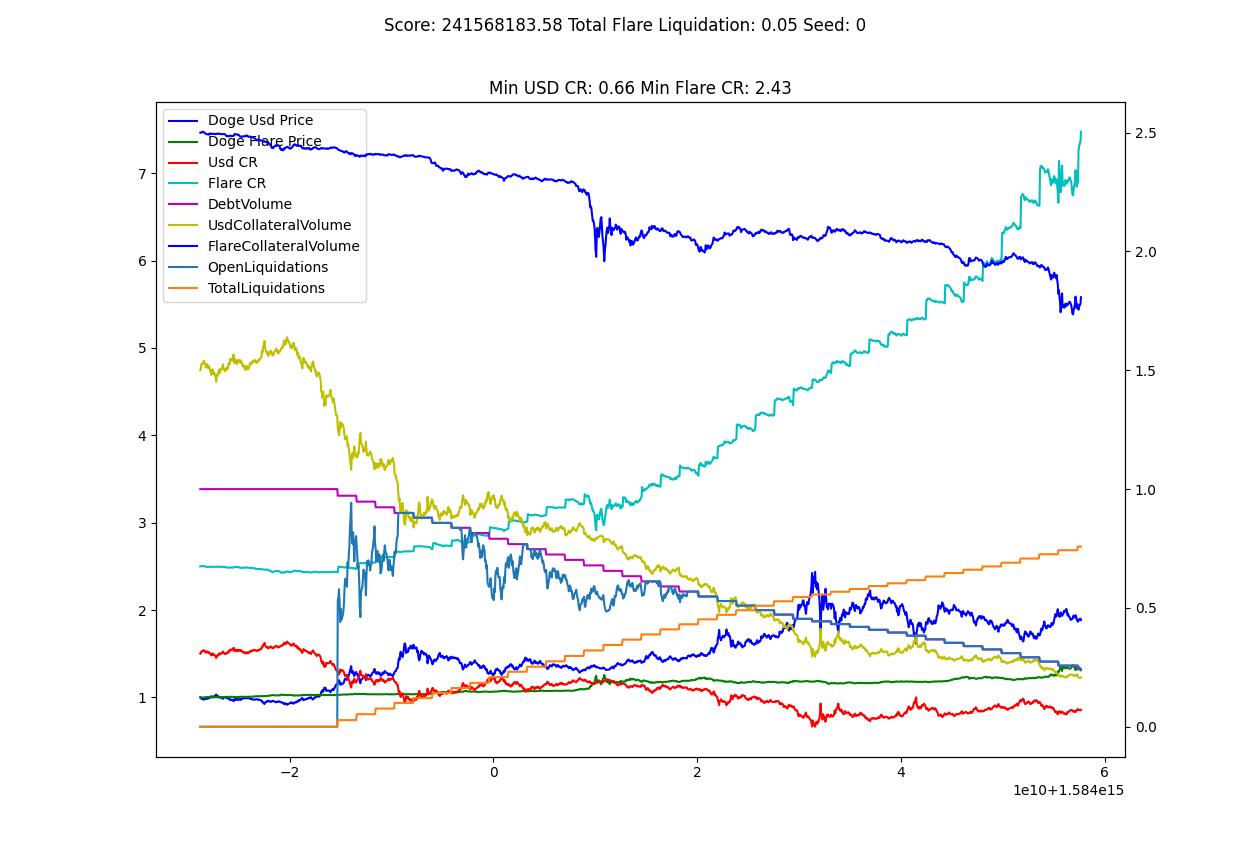 Score: 241568183.58 Total Flare Liquidation: 0.05 Seed: 0
Min USD CR: 0.66 Min Flare CR: 2.43
Doge Usd Price
Doge Flare Price
Usd CR
Flare CR
DebtVolume
UsdCollateralVolume
FlareCollateralVolume
OpenLiquidations
TotalLiquidations
7
6
5
4
3
2
1
2.5
2.0
1.5
1.0
0.5
0.0
−2
0
2
4
6
1e10+1.584e15